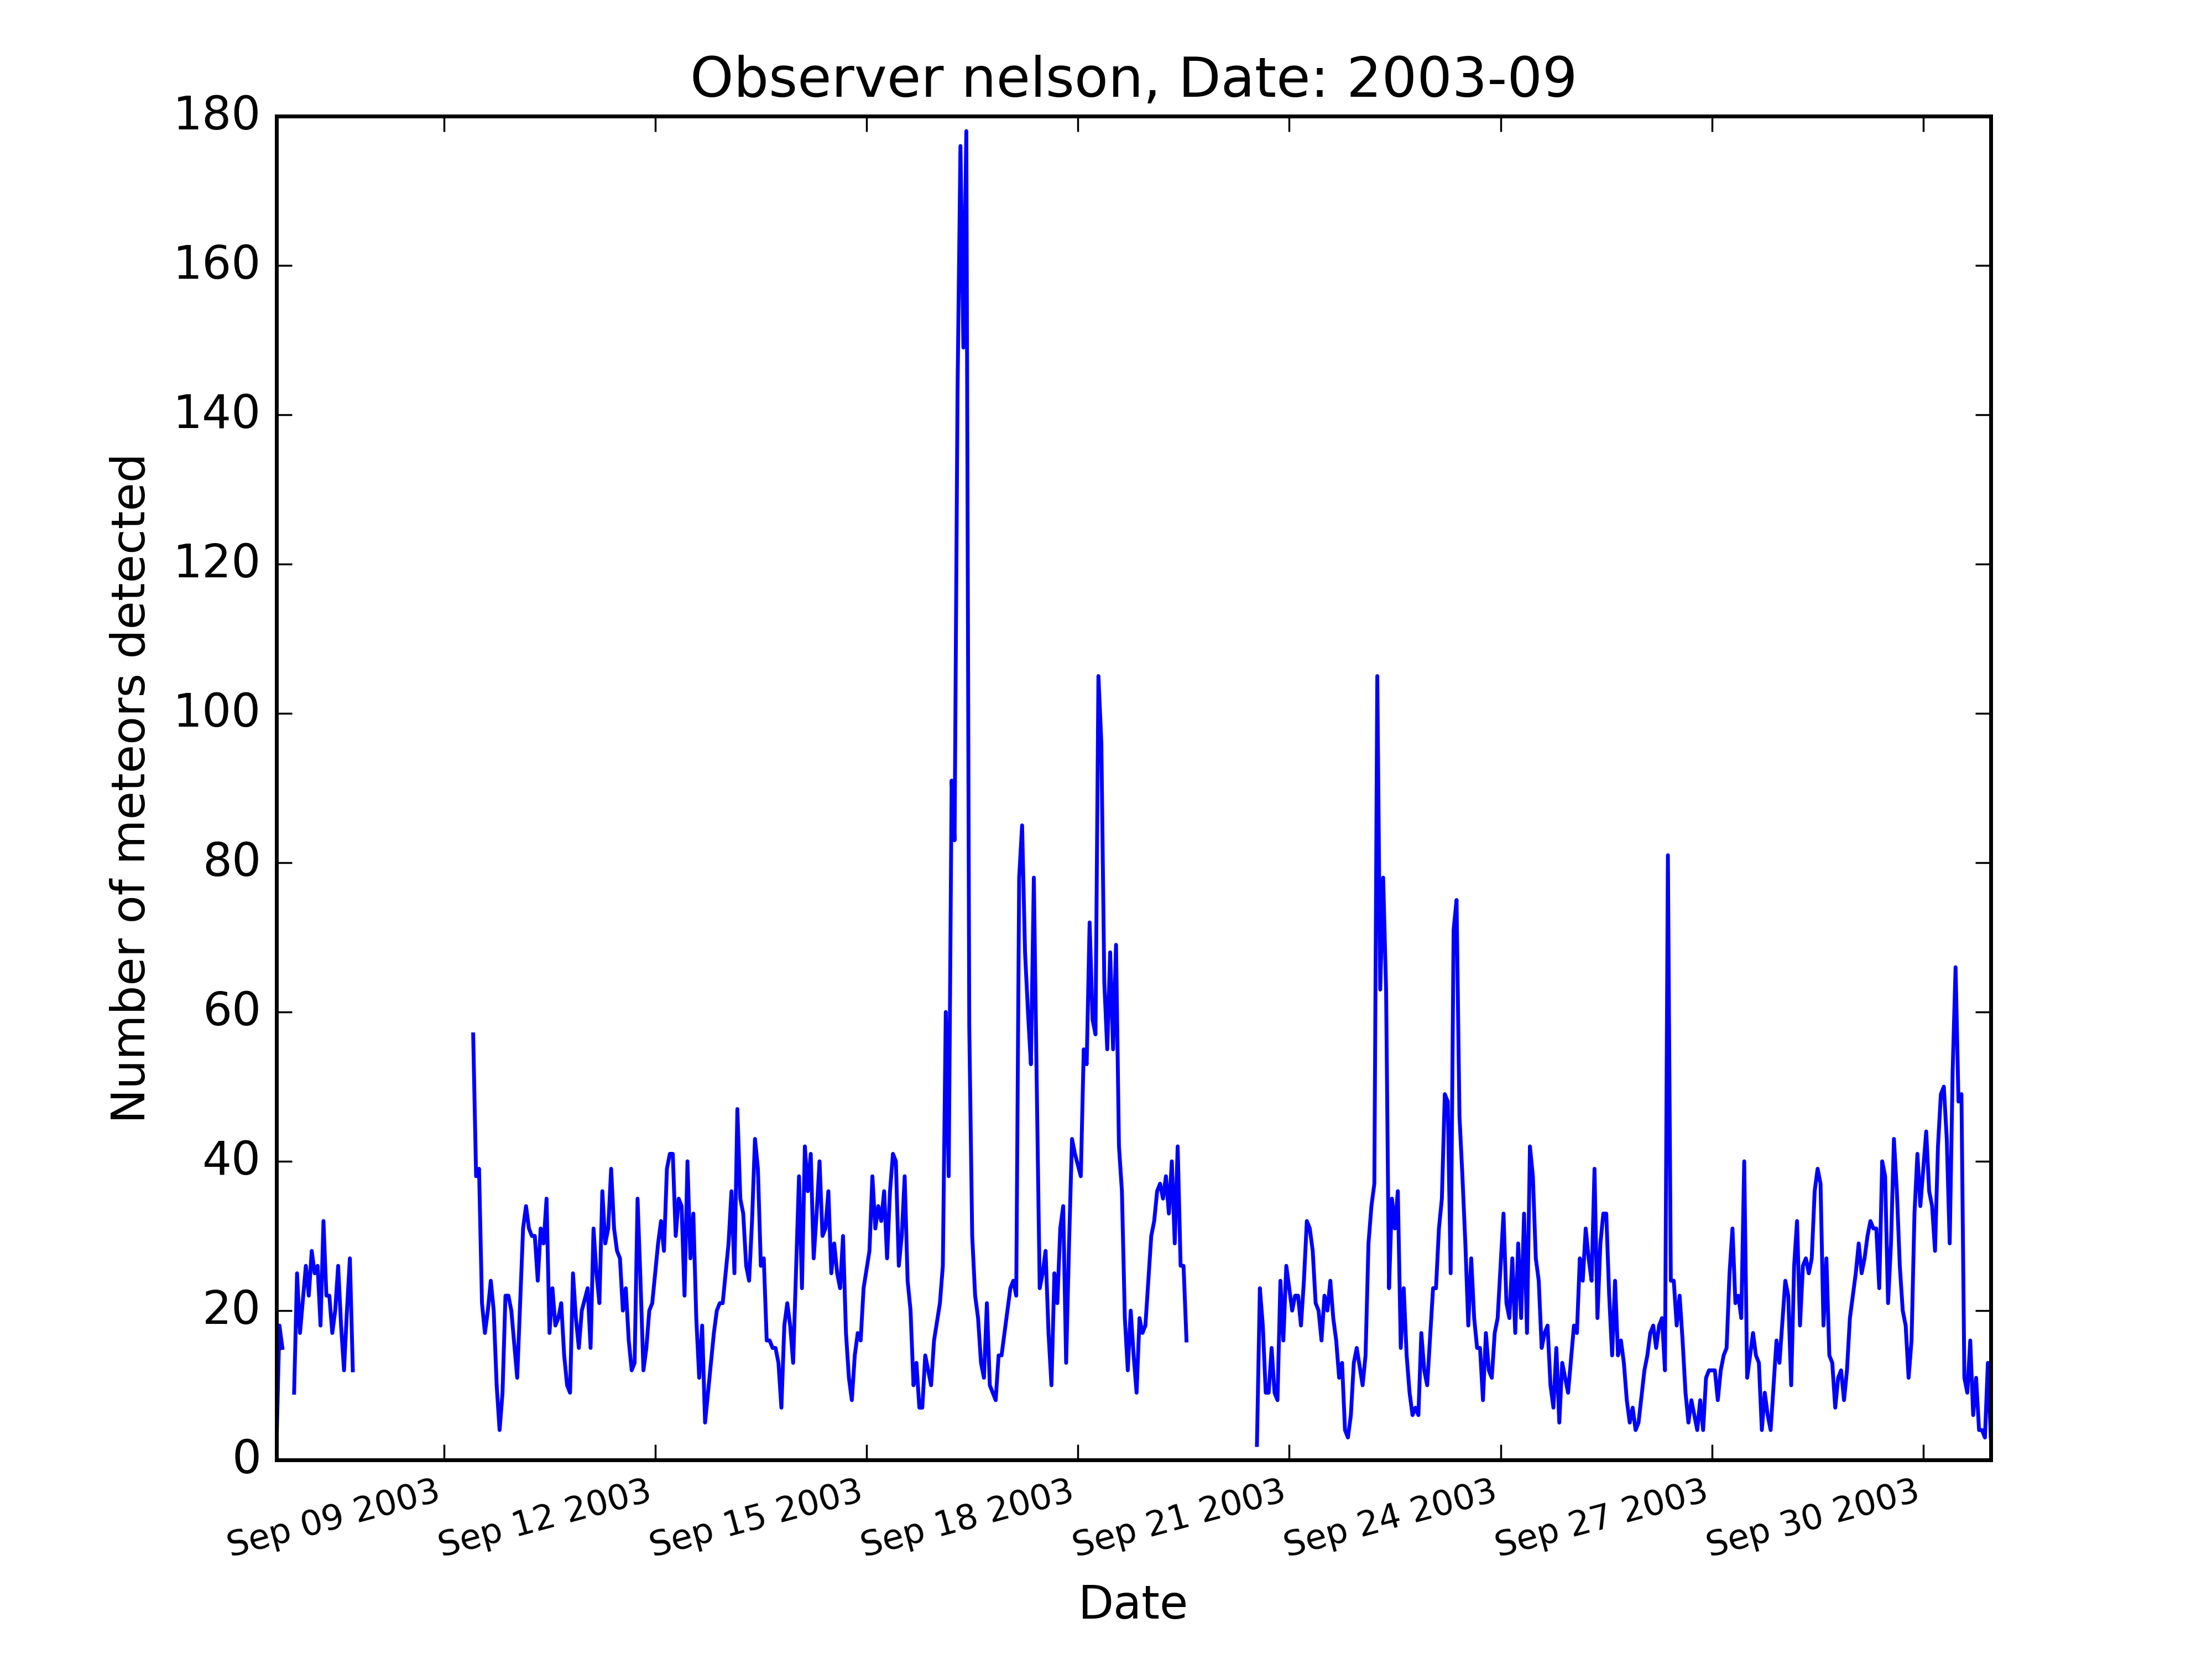 Observer nelson, Date: 2003-09
180
160
140
120
100
80
60
40
20
0
Number of meteors detected
Sep 09 2003
Sep 12 2003
Sep 15 2003
Sep 18 2003
Sep 21 2003
Sep 24 2003
Sep 27 2003
Sep 30 2003
Date